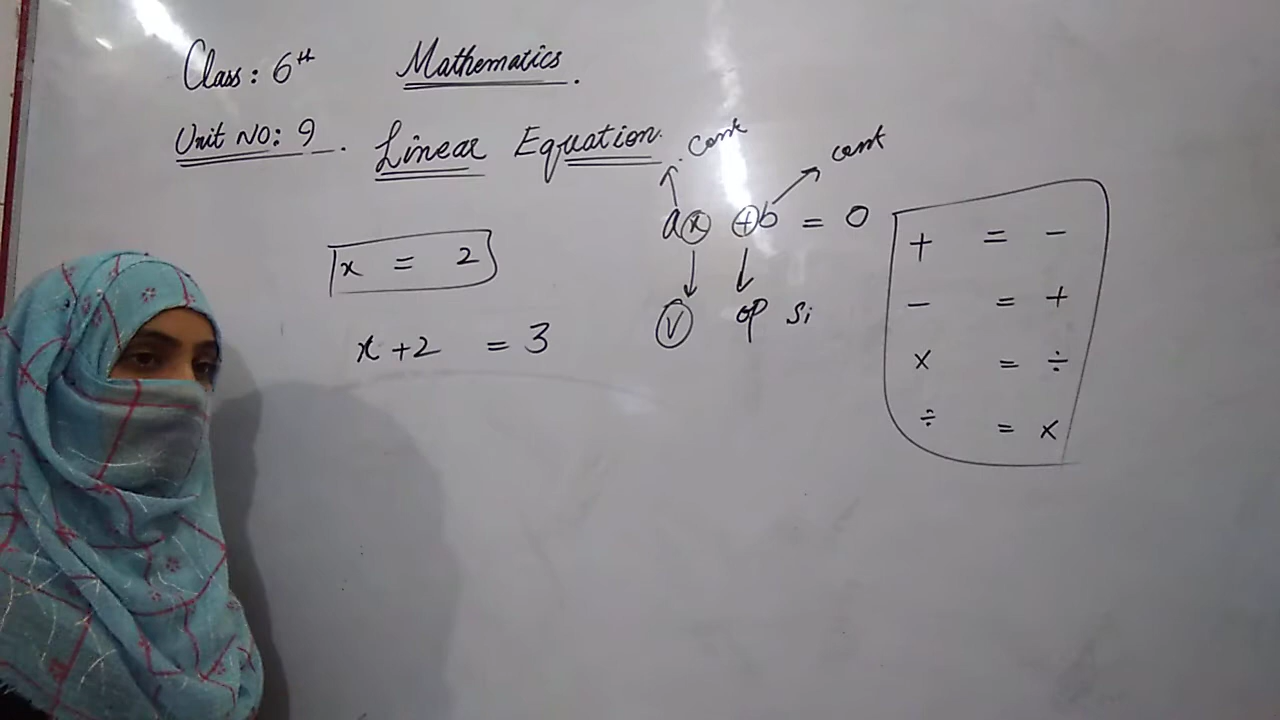 Class: 6th Mathematics.
Unit NO: 9. Linear Equation.
x = 2
x + 2 = 3
cont cont
ax + b = 0
V op Si
+ = -
- = +
× = ÷
÷ = ×